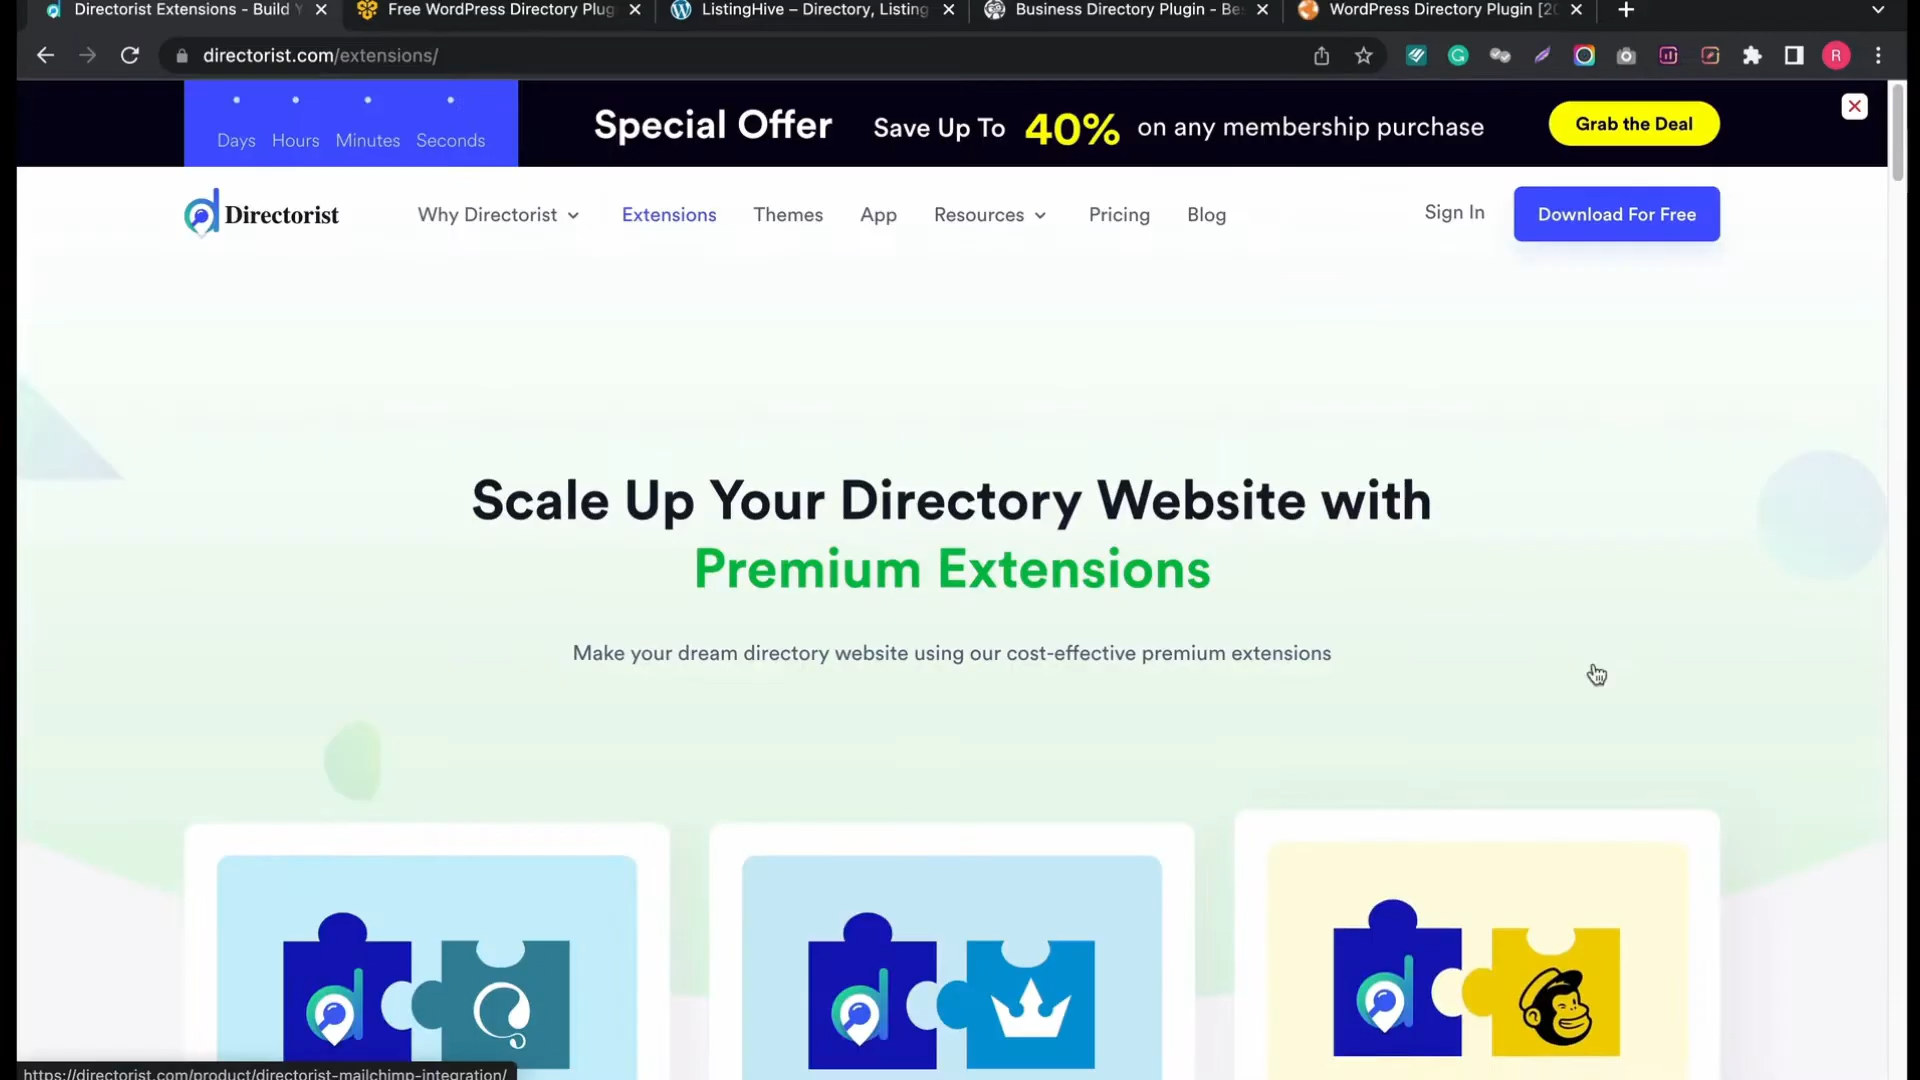 Directorist Extensions - Build Y
Free WordPress Directory Plug
ListingHive – Directory, Listing
Business Directory Plugin - Be
WordPress Directory Plugin [20
directorist.com/extensions/
R
Days Hours Minutes Seconds
Special Offer Save Up To 40% on any membership purchase
Grab the Deal
Directorist
Why Directorist Extensions Themes App Resources Pricing Blog
Sign In
Download For Free
Scale Up Your Directory Website with
Premium Extensions
Make your dream directory website using our cost-effective premium extensions
https://directorist.com/product/directorist-mailchimp-integration/